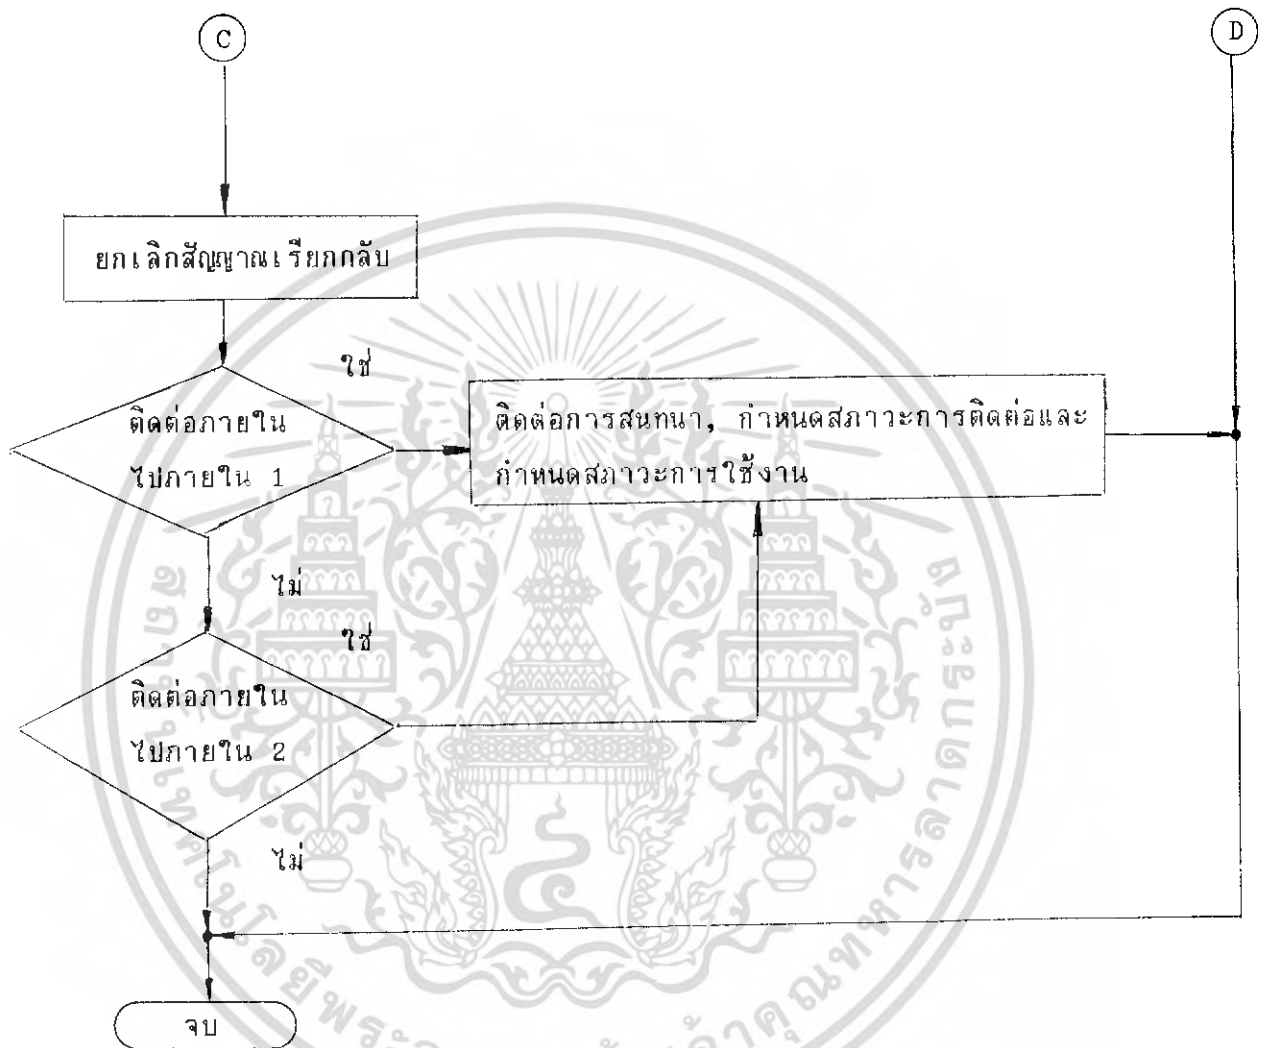 C
D
ยกเลิกสัญญาณเรียกกลับ
ใช่
ติดต่อภายใน
ไปภายใน 1
ติดต่อการสนทนา, กำหนดสภาวะการติดต่อและ
กำหนดสภาวะการใช้งาน
ไม่
ใช่
ติดต่อภายใน
ไปภายใน 2
ไม่
จบ